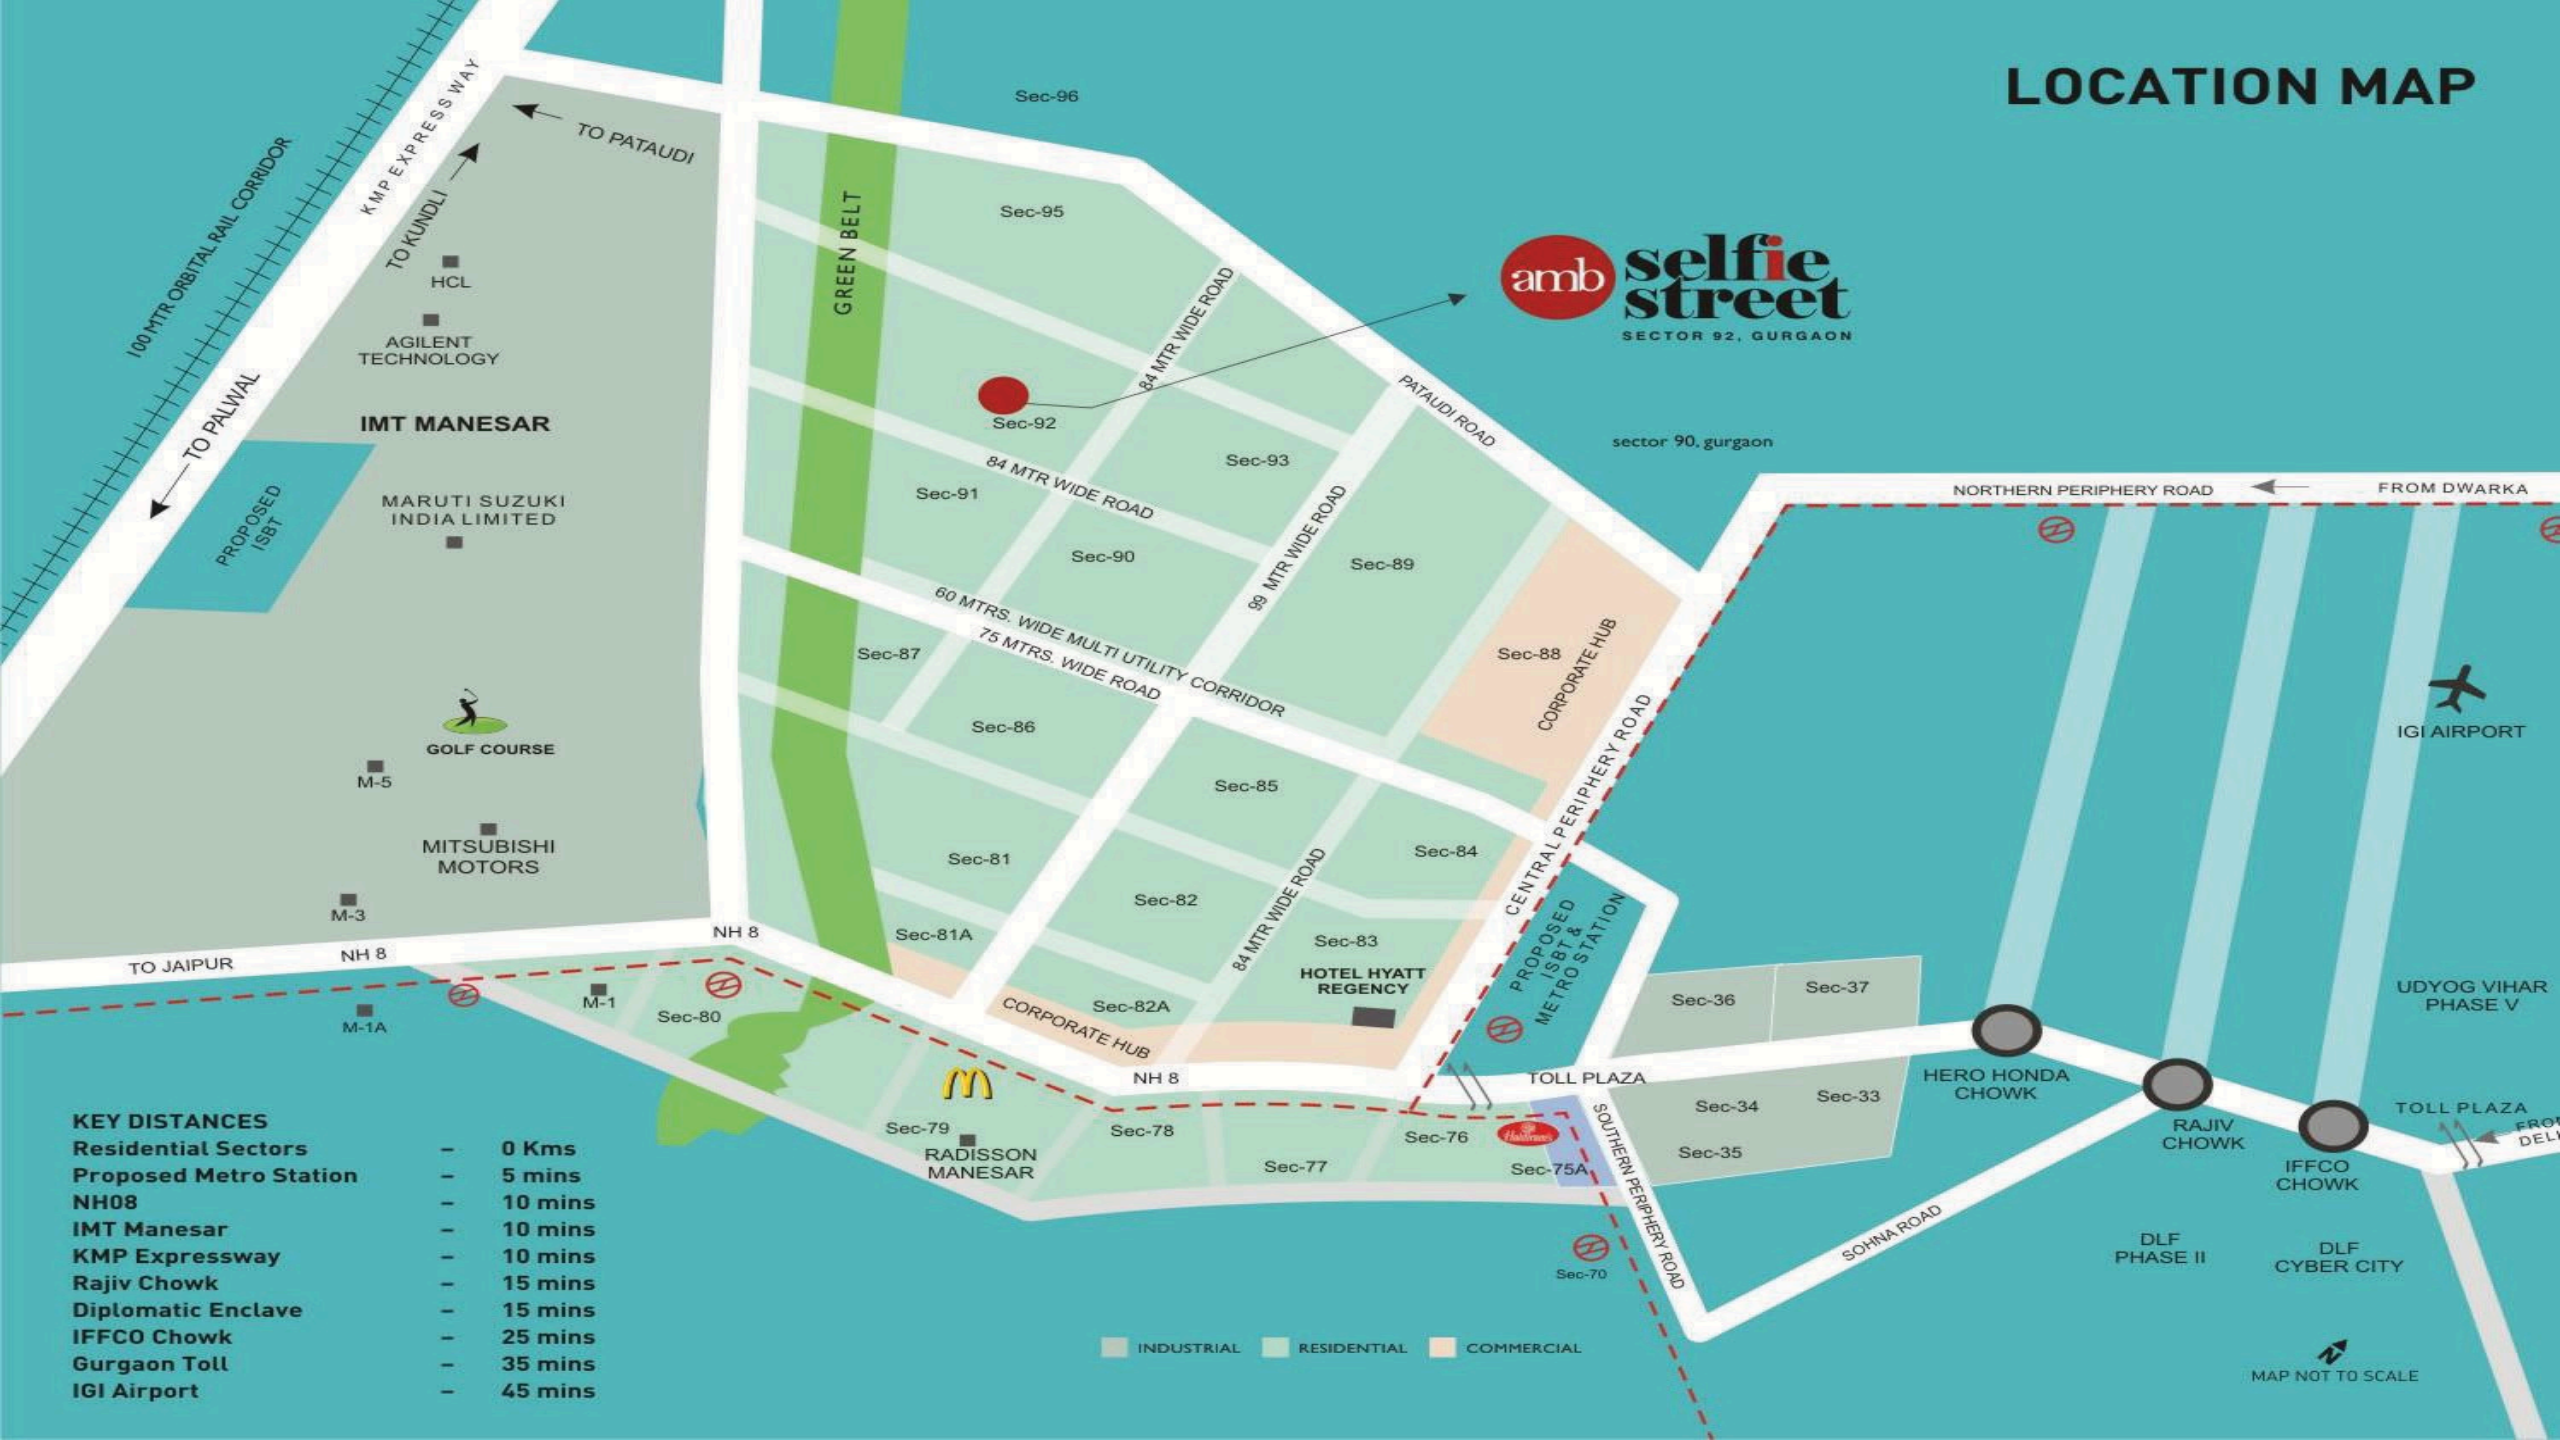 LOCATION MAP
Sec-96
KMP EXPRESSWAY
TO PATAUDI
100 MTR ORBITAL RAIL CORRIDOR
TO KUNDLI
GREEN BELT
Sec-95
HCL
AGILENT
TECHNOLOGY
84 MTR WIDE ROAD
amb
selfie
street
SECTOR 92, GURGAON
TO PALWAL
IMT MANESAR
Sec-92
PATAUDI ROAD
sector 90, gurgaon
84 MTR WIDE ROAD
Sec-93
Sec-91
MARUTI SUZUKI
INDIA LIMITED
PROPOSED
ISBT
99 MTR WIDE ROAD
NORTHERN PERIPHERY ROAD
FROM DWARKA
Sec-90
Sec-89
60 MTRS. WIDE MULTI UTILITY CORRIDOR
75 MTRS. WIDE ROAD
Sec-87
Sec-88
CORPORATE HUB
Sec-86
GOLF COURSE
M-5
Sec-85
CENTRAL PERIPHERY ROAD
IGI AIRPORT
MITSUBISHI
MOTORS
Sec-81
Sec-84
84 MTR WIDE ROAD
Sec-82
M-3
Sec-81A
Sec-83
HOTEL HYATT
REGENCY
PROPOSED
ISBT &
METRO STATION
NH 8
NH 8
TO JAIPUR
M-1
M-1A
Sec-80
Sec-82A
CORPORATE HUB
Sec-36
Sec-37
UDYOG VIHAR
PHASE V
NH 8
TOLL PLAZA
HERO HONDA
CHOWK
Sec-34
Sec-33
Sec-35
RAJIV
CHOWK
TOLL PLAZA
FRO
DEL
IFFCO
CHOWK
Sec-79
RADISSON
MANESAR
Sec-78
Sec-77
Sec-76
Haldiram's
Sec-75A
SOUTHERN PERIPHERY ROAD
SOHNA ROAD
Sec-70
DLF
PHASE II
DLF
CYBER CITY
KEY DISTANCES
Residential Sectors – 0 Kms
Proposed Metro Station – 5 mins
NH08 – 10 mins
IMT Manesar – 10 mins
KMP Expressway – 10 mins
Rajiv Chowk – 15 mins
Diplomatic Enclave – 15 mins
IFFCO Chowk – 25 mins
Gurgaon Toll – 35 mins
IGI Airport – 45 mins
INDUSTRIAL RESIDENTIAL COMMERCIAL
N
MAP NOT TO SCALE